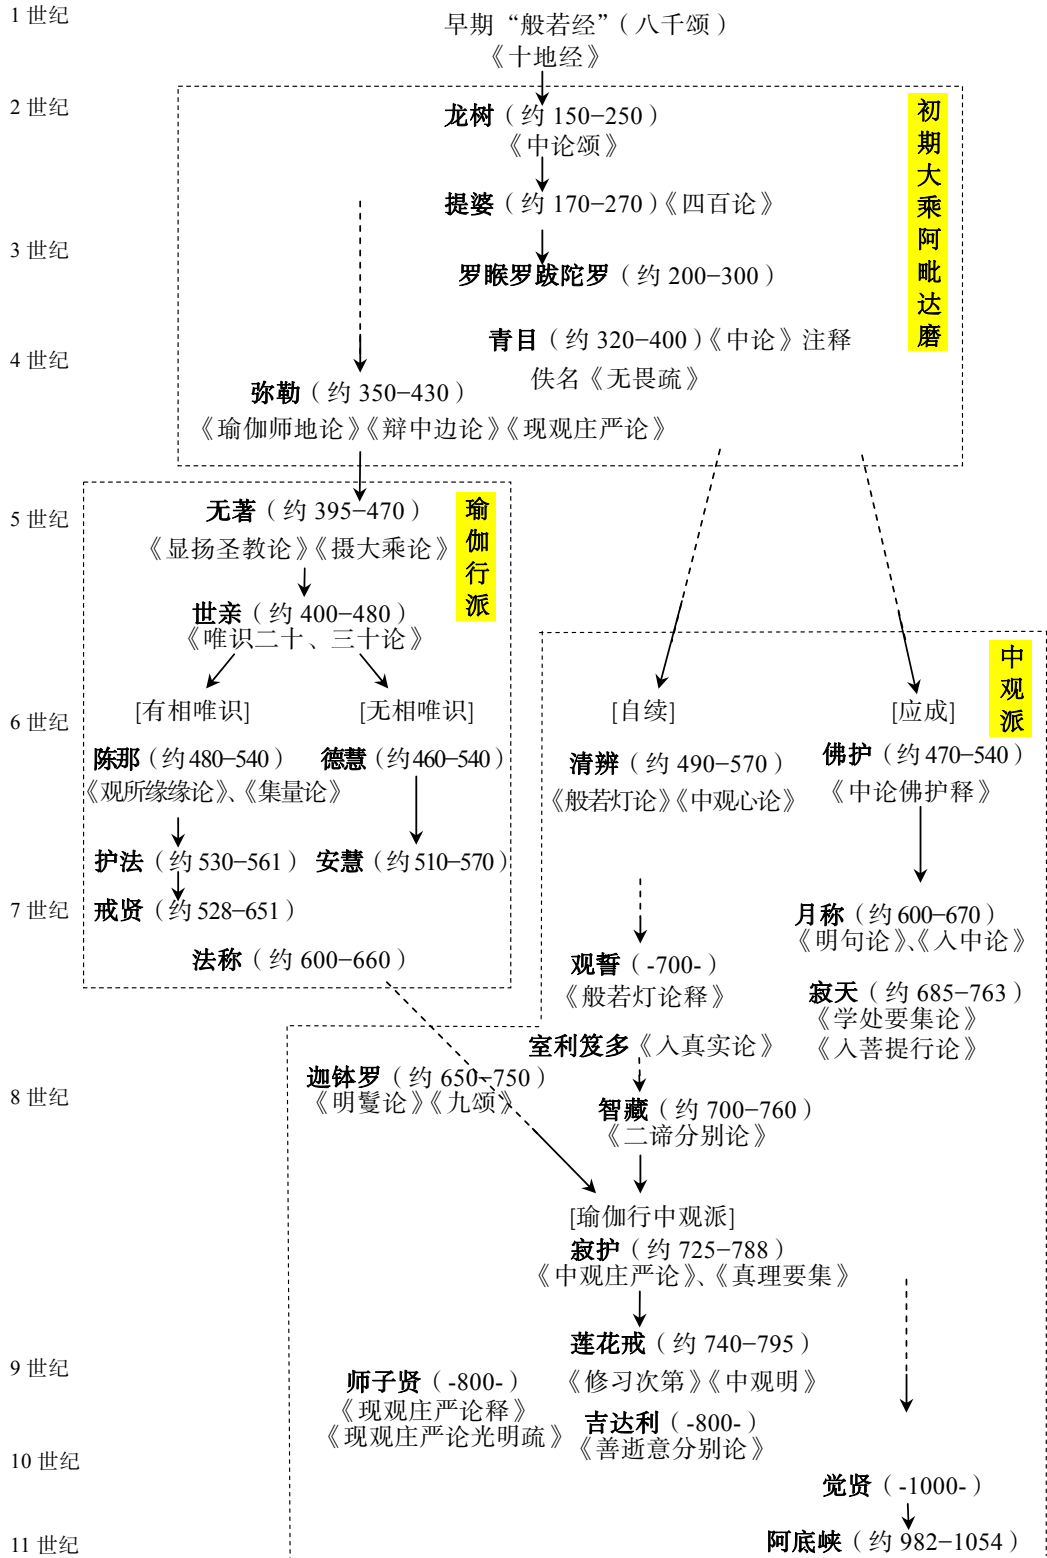 1 世纪
早期“般若经”（八千颂）
《十地经》
2 世纪
初期大乘阿毗达磨
龙树（约 150−250）
《中论颂》
提婆（约 170−270）《四百论》
3 世纪
罗睺罗跋陀罗（约 200−300）
青目（约 320−400）《中论》注释
4 世纪
佚名《无畏疏》
弥勒（约 350−430）
《瑜伽师地论》《辩中边论》《现观庄严论》
瑜伽行派
5 世纪
无著（约 395−470）
《显扬圣教论》《摄大乘论》
世亲（约 400−480）
《唯识二十、三十论》
中观派
6 世纪
[有相唯识]
[无相唯识]
[自续]
[应成]
陈那（约480−540）
德慧（约460−540）
清辨（约 490−570）
佛护（约 470−540）
《观所缘缘论》、《集量论》
《般若灯论》《中观心论》
《中论佛护释》
护法（约 530−561）
安慧（约510−570）
7 世纪
戒贤（约 528−651）
月称（约 600−670）
《明句论》、《入中论》
法称（约 600−660）
观誓（-700-）
《般若灯论释》
寂天（约 685−763）
《学处要集论》
《入菩提行论》
室利笈多《入真实论》
迦钵罗（约 650−750）
《明鬘论》《九颂》
8 世纪
智藏（约 700−760）
《二谛分别论》
[瑜伽行中观派]
寂护（约 725−788）
《中观庄严论》、《真理要集》
莲花戒（约 740−795）
9 世纪
师子贤（-800-）
《修习次第》《中观明》
《现观庄严论释》
吉达利（-800-）
《现观庄严论光明疏》
《善逝意分别论》
10 世纪
觉贤（-1000-）
11 世纪
阿底峡（约 982−1054）